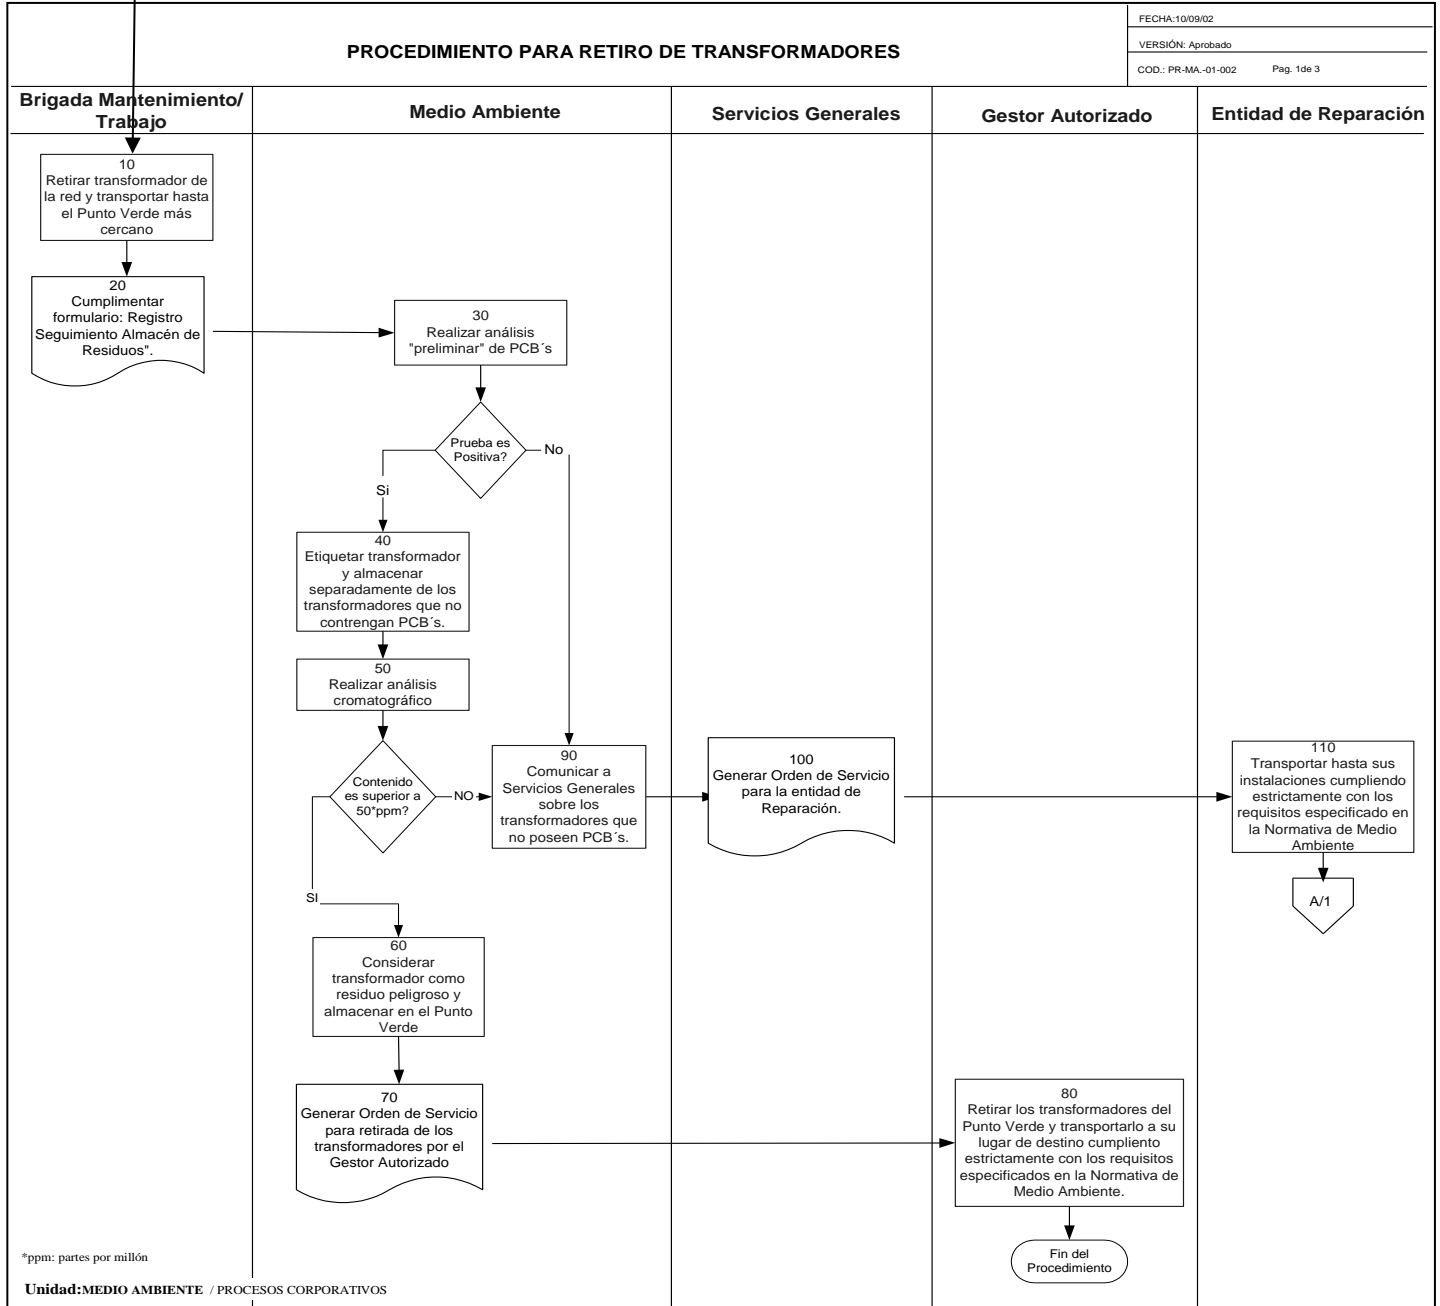 FECHA:10/09/02
PROCEDIMIENTO PARA RETIRO DE TRANSFORMADORES
VERSIÓN: Aprobado
COD.: PR-MA.-01-002 Pag. 1de 3
Brigada Mantenimiento/
Trabajo
Medio Ambiente
Servicios Generales
Gestor Autorizado
Entidad de Reparación
10
Retirar transformador de
la red y transportar hasta
el Punto Verde más
cercano
20
Cumplimentar
formulario: Registro
Seguimiento Almacén de
Residuos".
30
Realizar análisis
"preliminar" de PCB´s
Prueba es
Positiva?
No
Si
40
Etiquetar transformador
y almacenar
separadamente de los
transformadores que no
contrengan PCB´s.
50
Realizar análisis
cromatográfico
Contenido
es superior a
50*ppm?
NO
SI
90
Comunicar a
Servicios Generales
sobre los
transformadores que
no poseen PCB´s.
100
Generar Orden de Servicio
para la entidad de
Reparación.
110
Transportar hasta sus
instalaciones cumpliendo
estrictamente con los
requisitos especificado en
la Normativa de Medio
Ambiente
A/1
60
Considerar
transformador como
residuo peligroso y
almacenar en el Punto
Verde
70
Generar Orden de Servicio
para retirada de los
transformadores por el
Gestor Autorizado
80
Retirar los transformadores del
Punto Verde y transportarlo a su
lugar de destino cumpliento
estrictamente con los requisitos
especificados en la Normativa de
Medio Ambiente.
Fin del
Procedimiento
*ppm: partes por millón
Unidad:MEDIO AMBIENTE / PROCESOS CORPORATIVOS